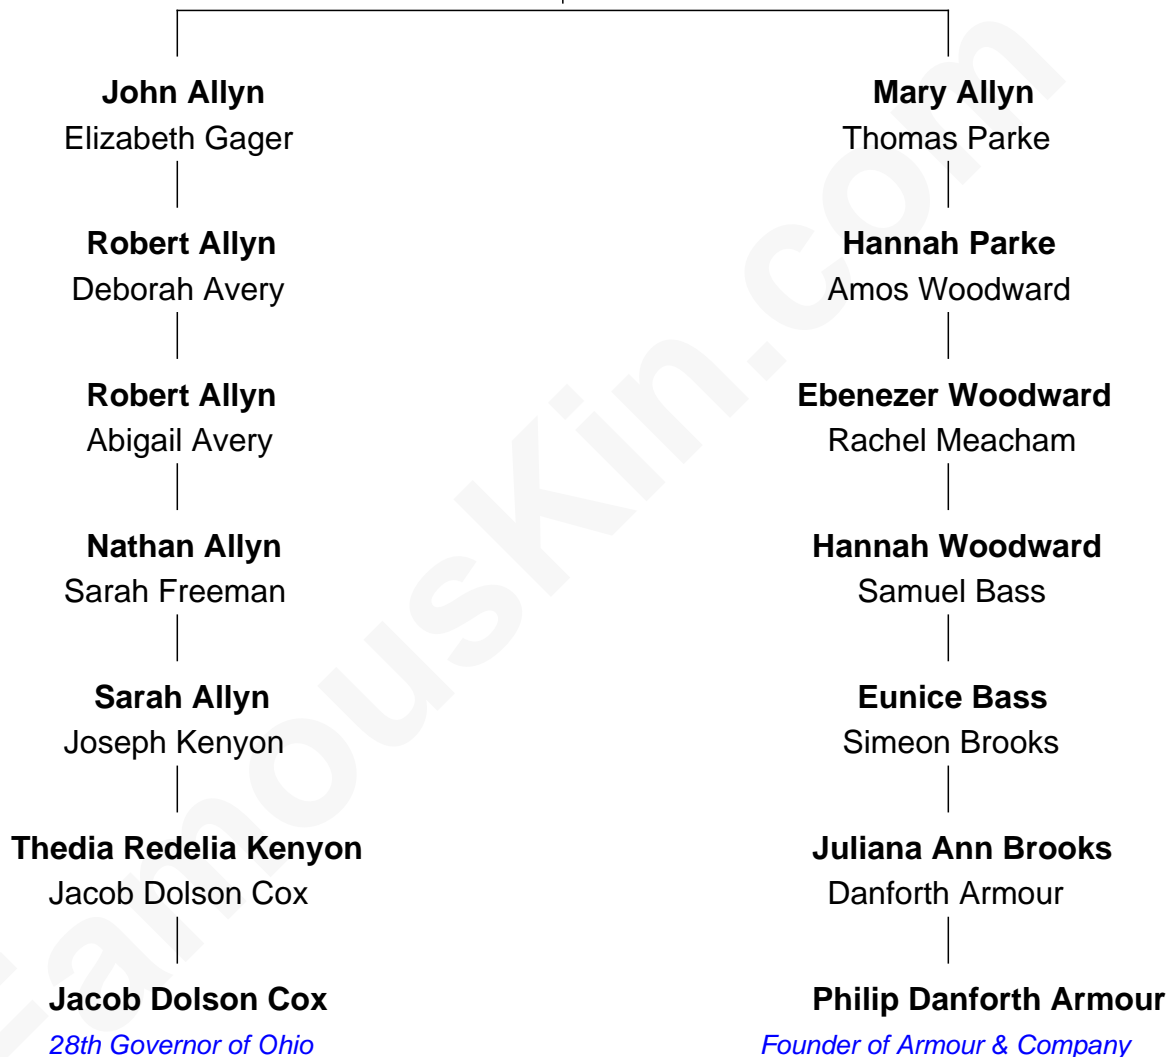 John Allyn
Elizabeth Gager
Mary Allyn
Thomas Parke
Robert Allyn
Deborah Avery
Hannah Parke
Amos Woodward
Robert Allyn
Abigail Avery
Ebenezer Woodward
Rachel Meacham
Nathan Allyn
Sarah Freeman
Hannah Woodward
Samuel Bass
Sarah Allyn
Joseph Kenyon
Eunice Bass
Simeon Brooks
Thedia Redelia Kenyon
Jacob Dolson Cox
Juliana Ann Brooks
Danforth Armour
Jacob Dolson Cox
28th Governor of Ohio
Philip Danforth Armour
Founder of Armour & Company
FamousKin.com